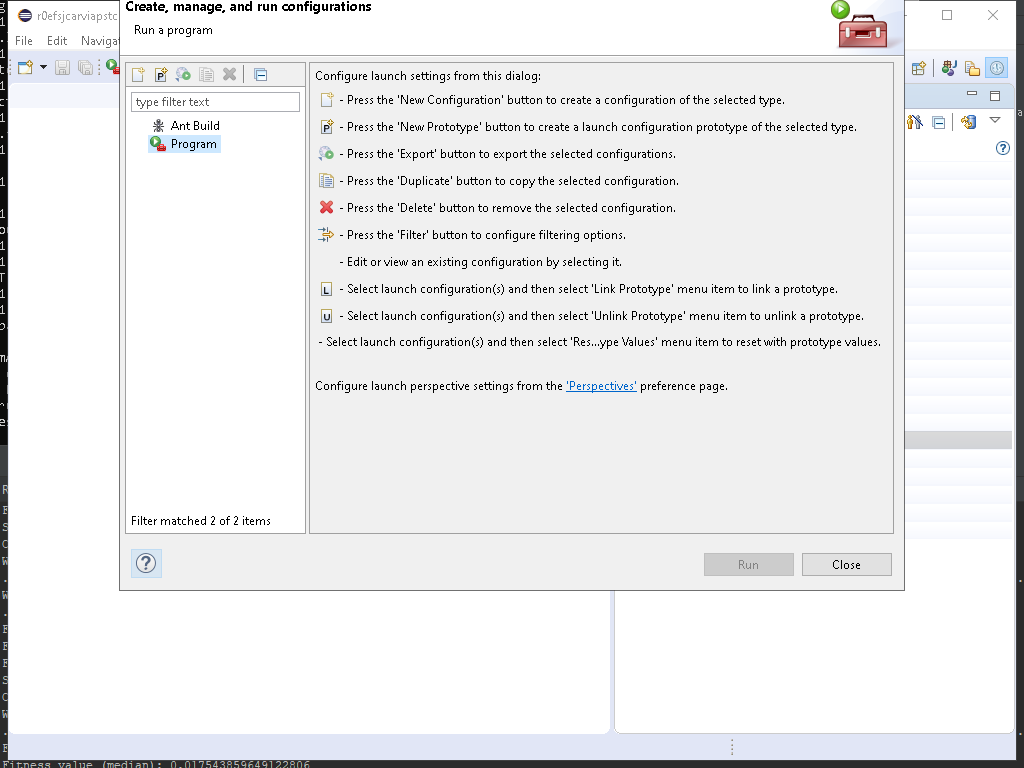 Create, manage, and run configurations
Run a program
r0efsjcarviapstc
File Edit Naviga
type filter text
Ant Build
Program
Filter matched 2 of 2 items
Configure launch settings from this dialog:
- Press the 'New Configuration' button to create a configuration of the selected type.
- Press the 'New Prototype' button to create a launch configuration prototype of the selected type.
- Press the 'Export' button to export the selected configurations.
- Press the 'Duplicate' button to copy the selected configuration.
- Press the 'Delete' button to remove the selected configuration.
- Press the 'Filter' button to configure filtering options.
- Edit or view an existing configuration by selecting it.
L - Select launch configuration(s) and then select 'Link Prototype' menu item to link a prototype.
U - Select launch configuration(s) and then select 'Unlink Prototype' menu item to unlink a prototype.
- Select launch configuration(s) and then select 'Res...ype Values' menu item to reset with prototype values.
Configure launch perspective settings from the 'Perspectives' preference page.
Run Close
Fitness value (median): 0.017543859649122806